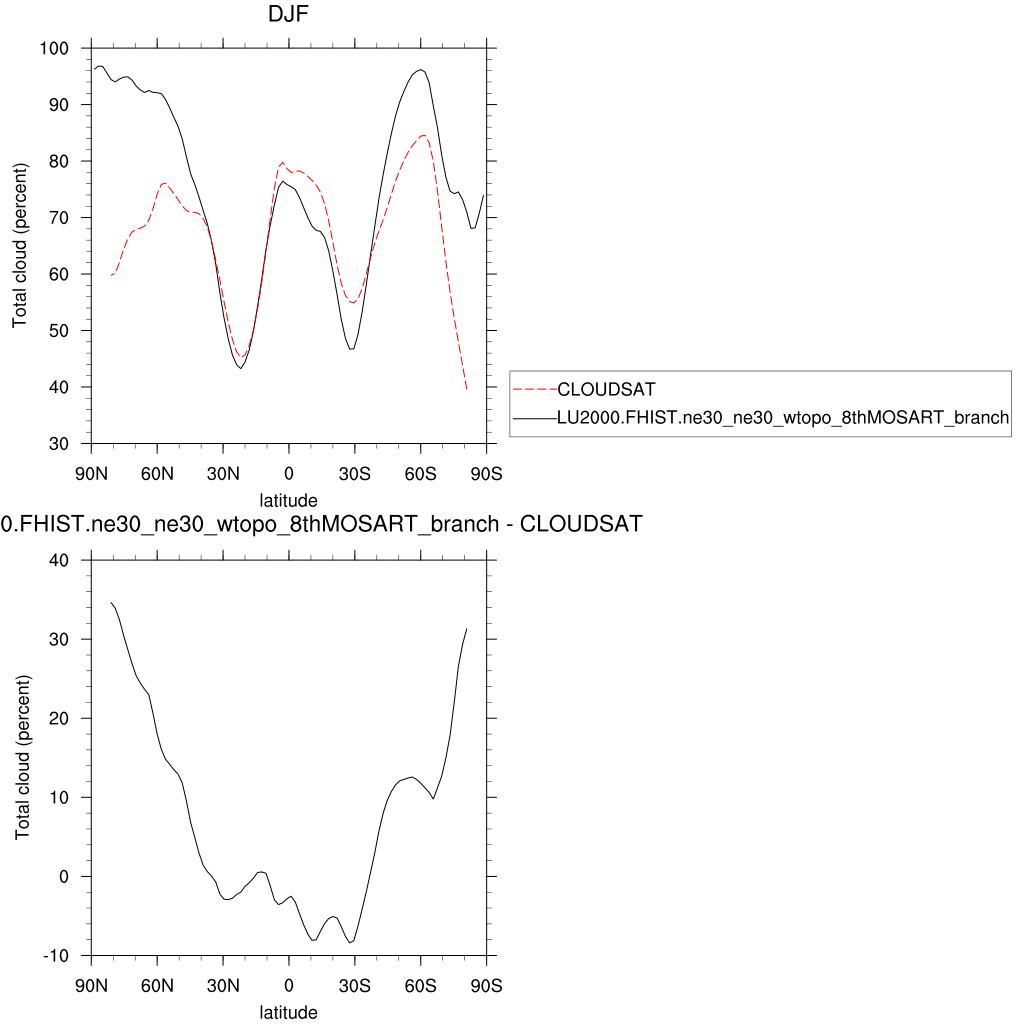 DJF
100
90
80
70
60
50
40
30
Total cloud (percent)
90N 60N 30N 0 30S 60S 90S
latitude
CLOUDSAT
LU2000.FHIST.ne30_ne30_wtopo_8thMOSART_branch
0.FHIST.ne30_ne30_wtopo_8thMOSART_branch - CLOUDSAT
40
30
20
10
0
-10
Total cloud (percent)
90N 60N 30N 0 30S 60S 90S
latitude